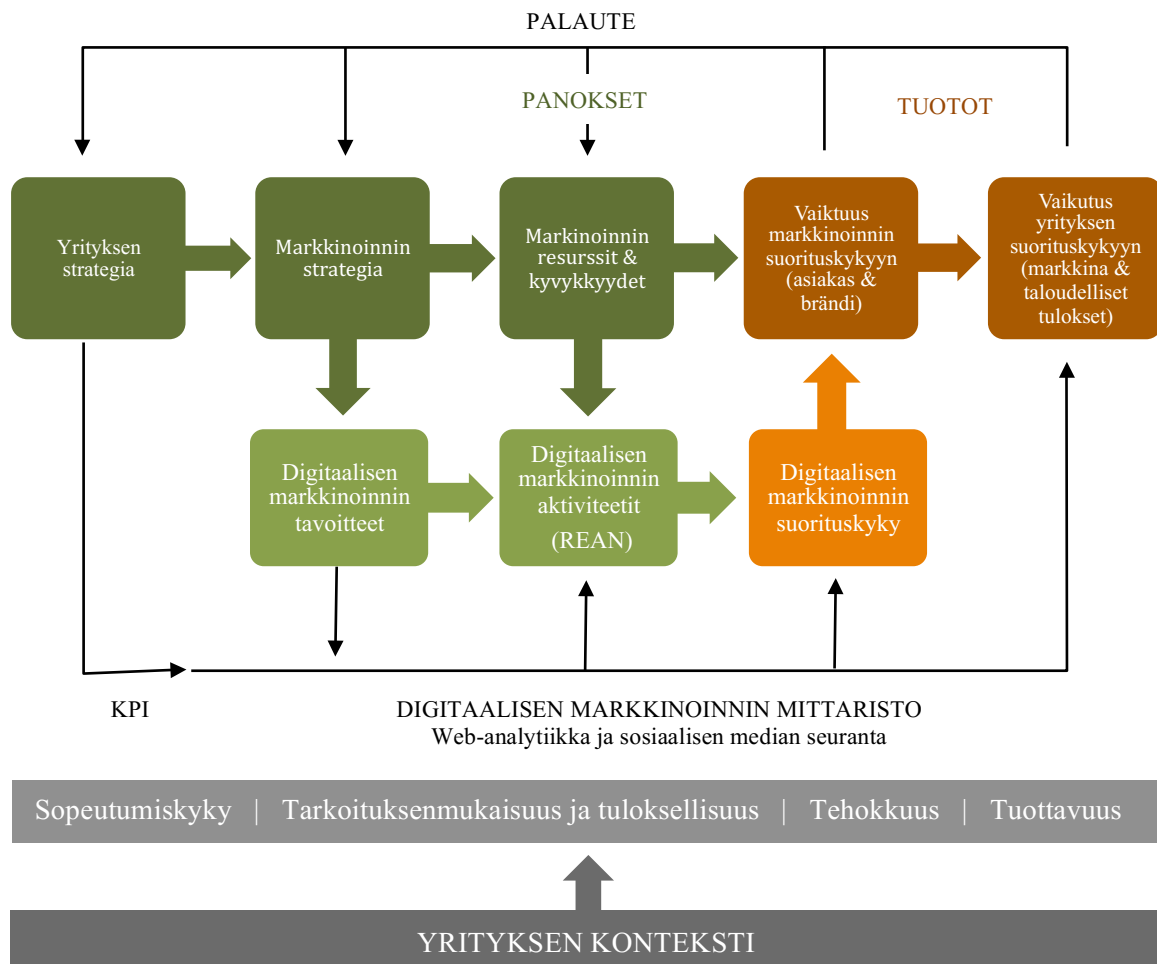 PALAUTE
PANOKSET
TUOTOT
Yrityksen
strategia
Markkinoinnin
strategia
Markinoinnin
resurssit &
kyvykkyydet
Vaiktuus
markkinoinnin
suorituskykyyn
(asiakas &
brändi)
Vaikutus
yrityksen
suorituskykyyn
(markkina &
taloudelliset
tulokset)
Digitaalisen
markkinoinnin
tavoitteet
Digitaalisen
markkinoinnin
aktiviteetit
(REAN)
Digitaalisen
markkinoinnin
suorituskyky
KPI
DIGITAALISEN MARKKINOINNIN MITTARISTO
Web-analytiikka ja sosiaalisen median seuranta
Sopeutumiskyky | Tarkoituksenmukaisuus ja tuloksellisuus | Tehokkuus | Tuottavuus
YRITYKSEN KONTEKSTI